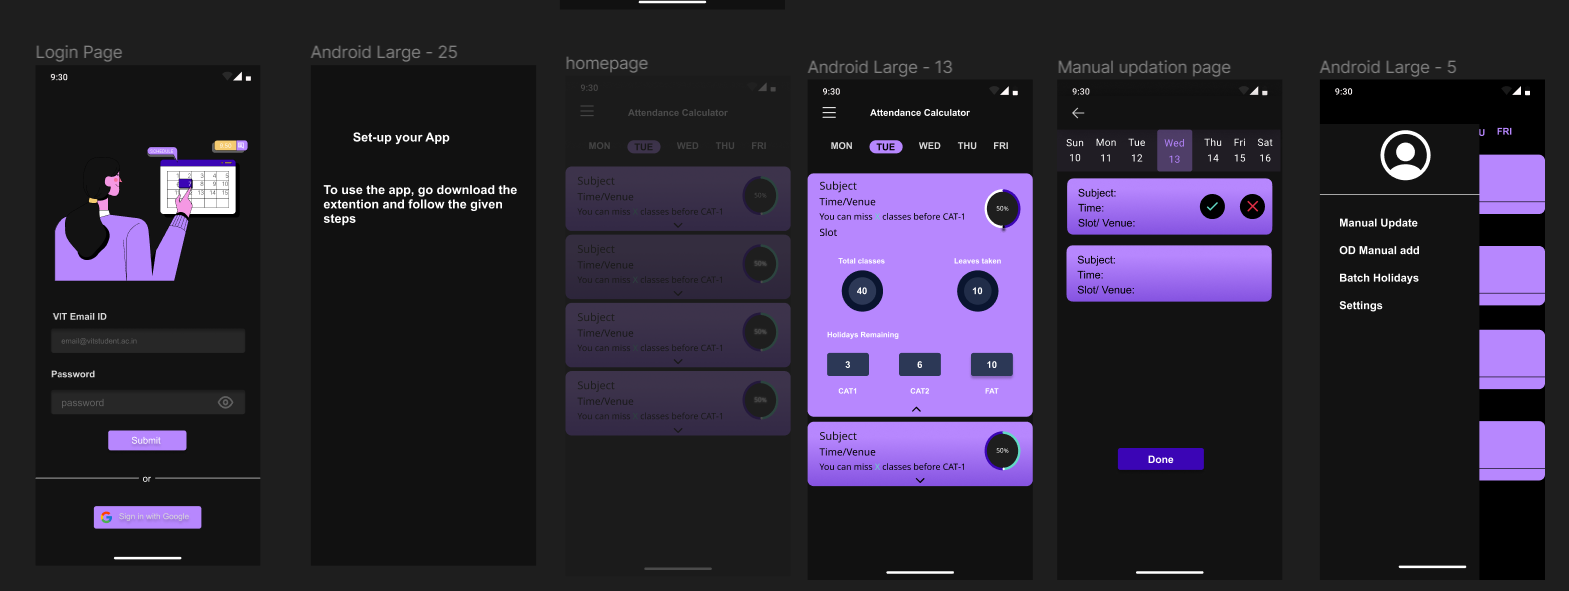 Login Page
9:30
SCHEDULE
VIT Email ID
email@vitstudent.ac.in
Password
password
Submit
or
Sign in with Google
Android Large - 25
Set-up your App
To use the app, go download the
extention and follow the given
steps
homepage
9:30
Attendance Calculator
MON TUE WED THU FRI
Subject
Time/Venue
You can miss classes before CAT-1
50%
Subject
Time/Venue
You can miss classes before CAT-1
50%
Subject
Time/Venue
You can miss classes before CAT-1
50%
Subject
Time/Venue
You can miss classes before CAT-1
50%
Android Large - 13
9:30
Attendance Calculator
MON TUE WED THU FRI
Subject
Time/Venue
You can miss classes before CAT-1
50%
Slot
Total classes Leaves taken
40 10
Holidays Remaining
3 6 10
CAT1 CAT2 FAT
Subject
Time/Venue
You can miss X classes before CAT-1
50%
Manual updation page
9:30
Sun Mon Tue Wed Thu Fri Sat
10 11 12 13 14 15 16
Subject:
Time:
Slot/ Venue:
Subject:
Time:
Slot/ Venue:
Done
Android Large - 5
9:30
U FRI
Manual Update
OD Manual add
Batch Holidays
Settings